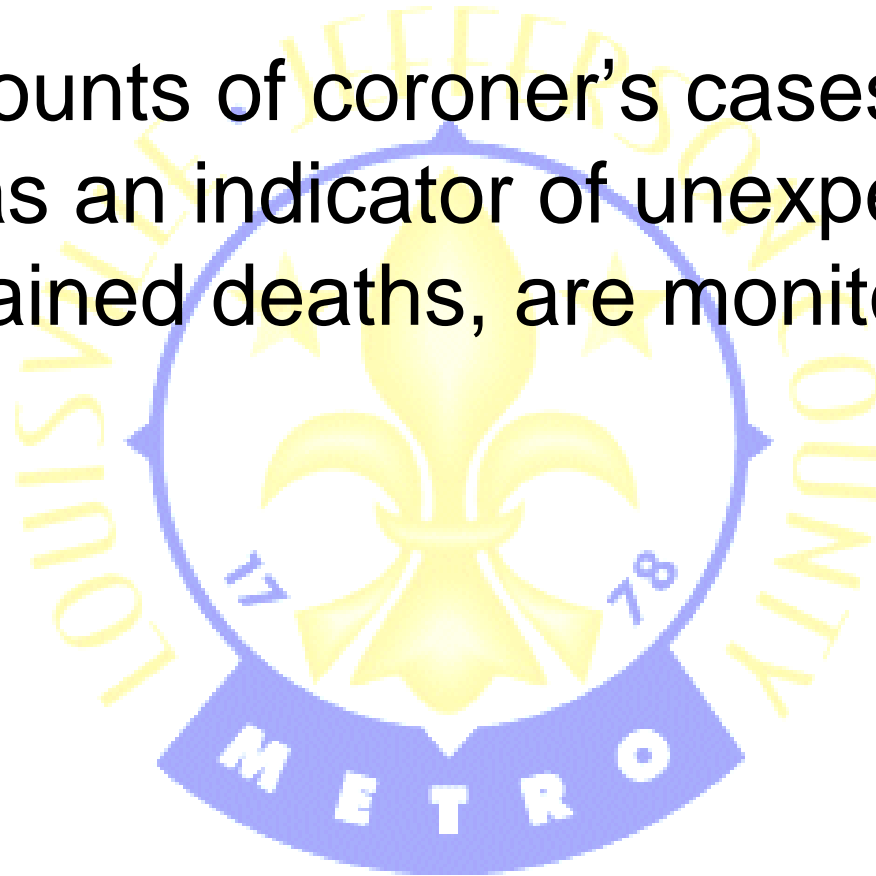 ounts of coroner’s cases
as an indicator of unexpe
ained deaths, are monito
LOUISVILLE • JEFFERSON COUNTY
17 78
METRO